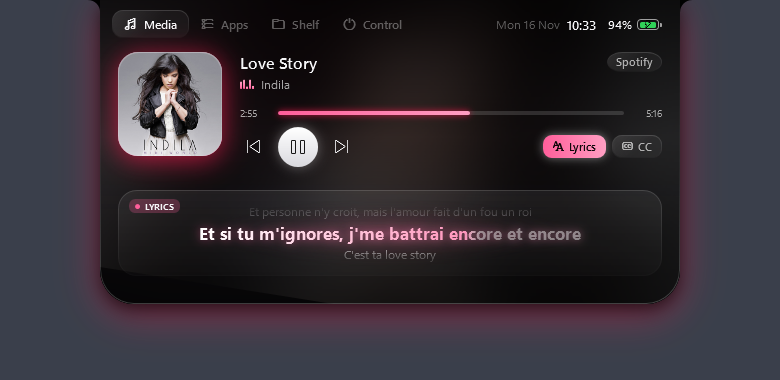 Media Apps Shelf Control Mon 16 Nov 10:33 94%
Love Story Spotify
Indila
2:55 5:16
Lyrics CC
INDILA
LYRICS
Et personne n'y croit, mais l'amour fait d'un fou un roi
Et si tu m'ignores, j'me battrai encore et encore
C'est ta love story